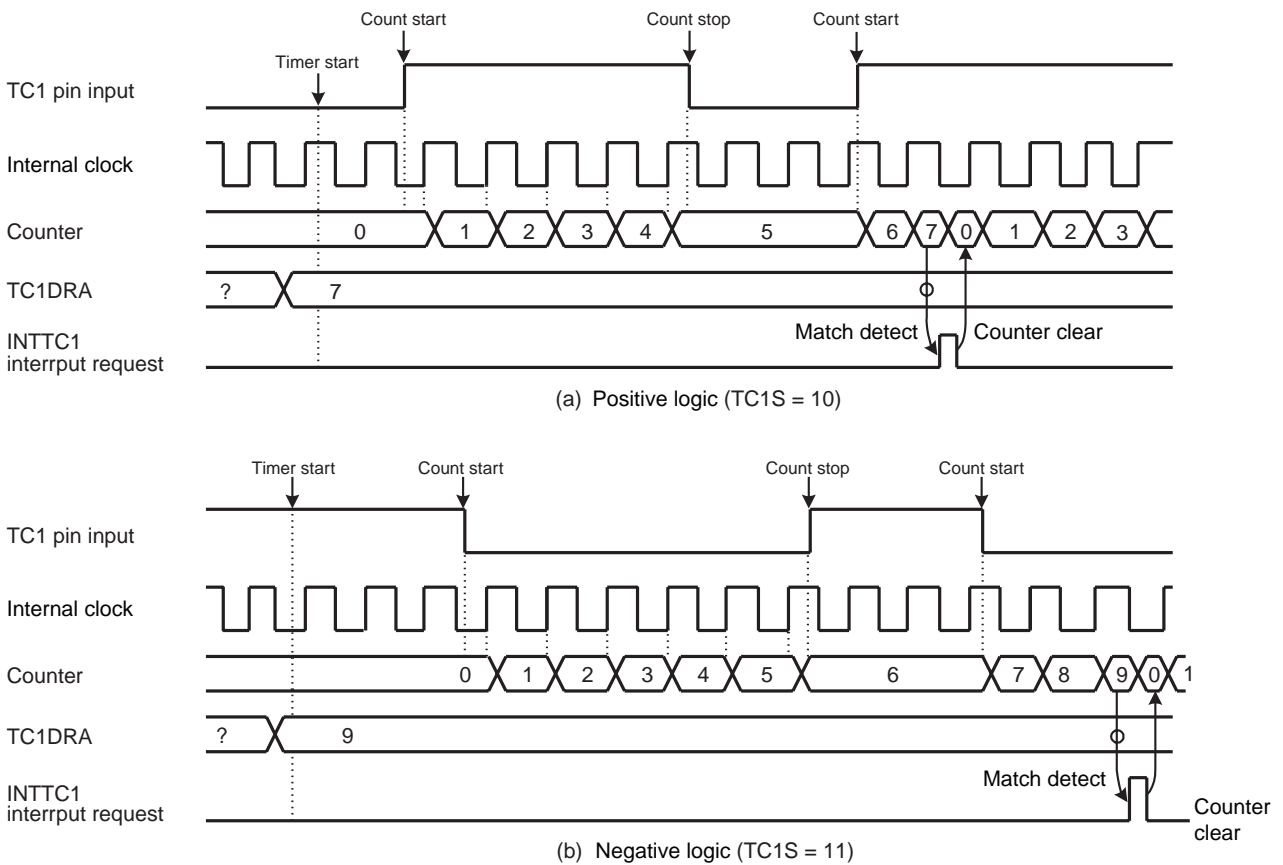 Count start Count stop Count start
Timer start
TC1 pin input
Internal clock
Counter 0 1 2 3 4 5 6 7 0 1 2 3
TC1DRA ? 7
INTTC1
interrput request
Match detect Counter clear
(a) Positive logic (TC1S = 10)
Timer start Count start Count stop Count start
TC1 pin input
Internal clock
Counter 0 1 2 3 4 5 6 7 8 9 0 1
TC1DRA ? 9
INTTC1
interrput request
Match detect
Counter
clear
(b) Negative logic (TC1S = 11)